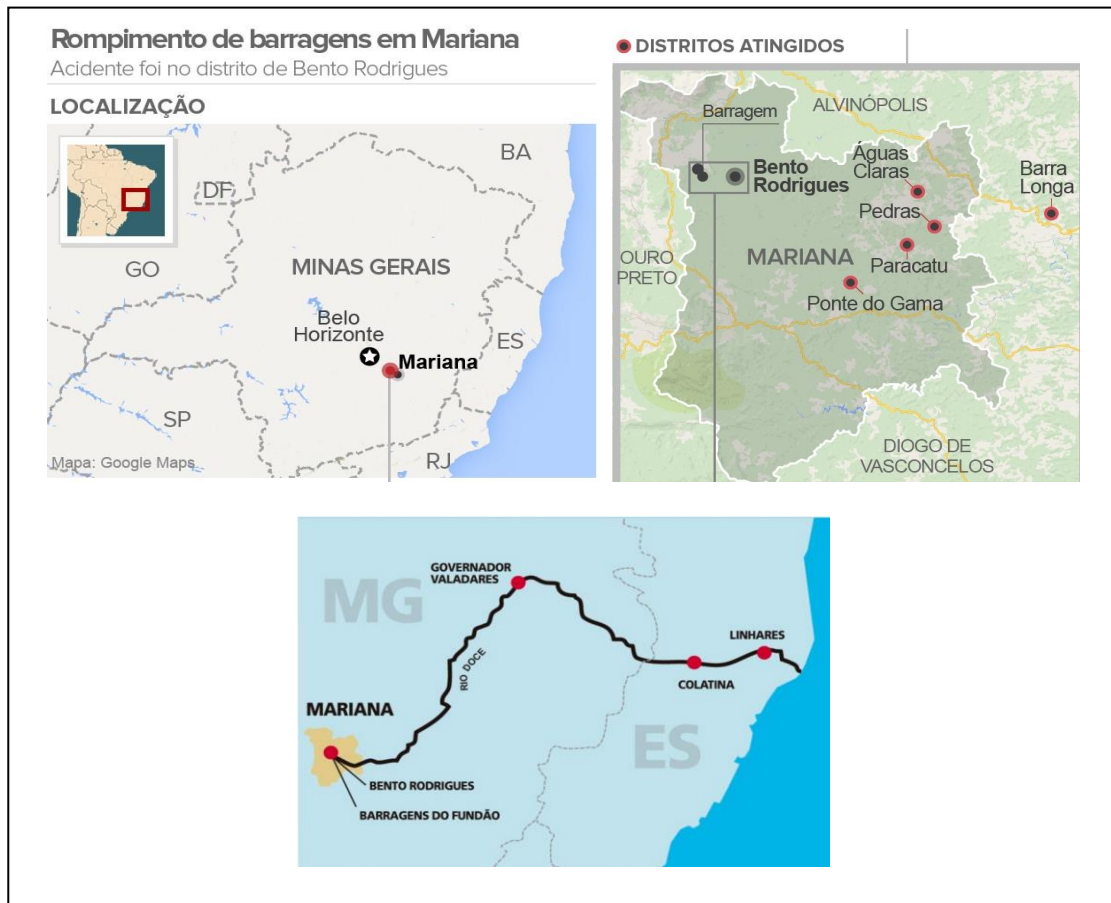 Rompimento de barragens em Mariana
Acidente foi no distrito de Bento Rodrigues
LOCALIZAÇÃO
BA
DF
GO
MINAS GERAIS
Belo
Horizonte
Mariana
ES
SP
RJ
Mapa: Google Maps
DISTRITOS ATINGIDOS
Barragem
ALVINÓPOLIS
Bento
Rodrigues
Águas
Claras
Barra
Longa
Pedras
OURO
PRETO
MARIANA
Paracatu
Ponte do Gama
DIOGO DE
VASCONCELOS
MG
GOVERNADOR
VALADARES
RIO DOCE
LINHARES
COLATINA
ES
MARIANA
BENTO RODRIGUES
BARRAGENS DO FUNDÃO